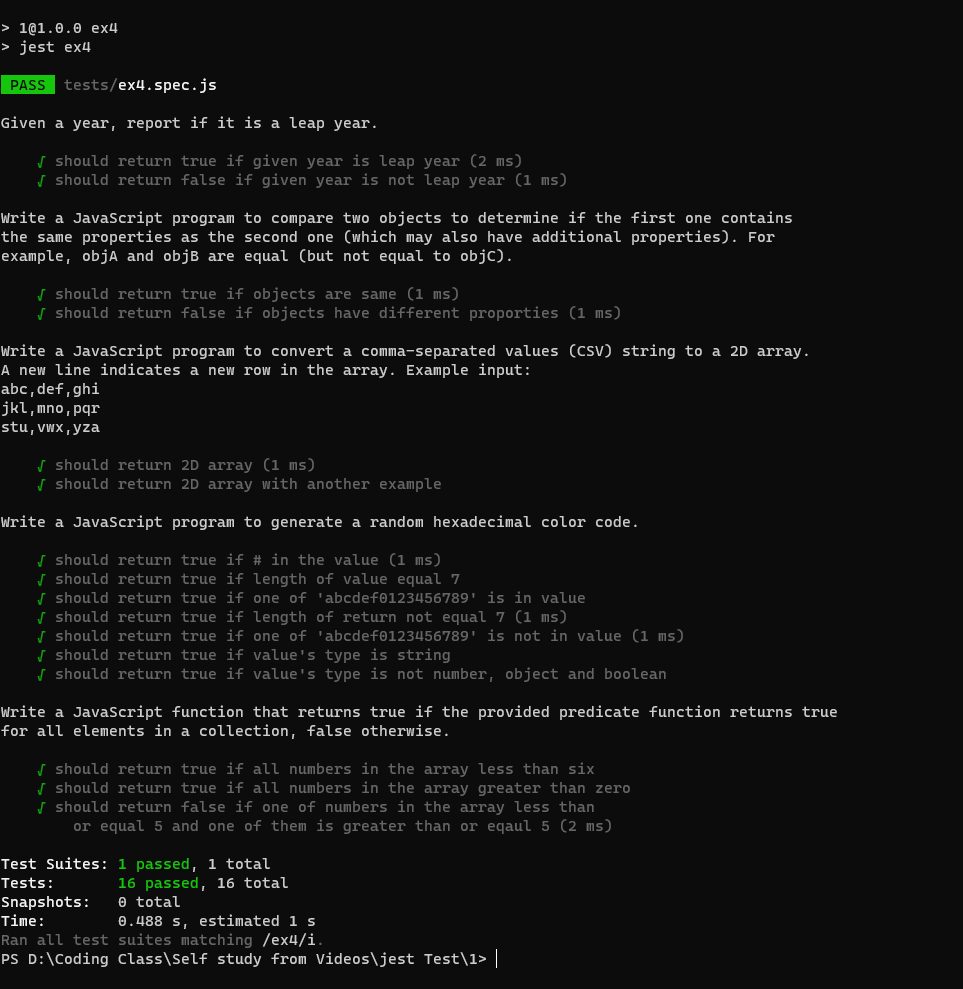 > 1@1.0.0 ex4
> jest ex4
PASS tests/ex4.spec.js
Given a year, report if it is a leap year.
√ should return true if given year is leap year (2 ms)
√ should return false if given year is not leap year (1 ms)
Write a JavaScript program to compare two objects to determine if the first one contains
the same properties as the second one (which may also have additional properties). For
example, objA and objB are equal (but not equal to objC).
√ should return true if objects are same (1 ms)
√ should return false if objects have different proporties (1 ms)
Write a JavaScript program to convert a comma-separated values (CSV) string to a 2D array.
A new line indicates a new row in the array. Example input:
abc,def,ghi
jkl,mno,pqr
stu,vwx,yza
√ should return 2D array (1 ms)
√ should return 2D array with another example
Write a JavaScript program to generate a random hexadecimal color code.
√ should return true if # in the value (1 ms)
√ should return true if length of value equal 7
√ should return true if one of 'abcdef0123456789' is in value
√ should return true if length of return not equal 7 (1 ms)
√ should return true if one of 'abcdef0123456789' is not in value (1 ms)
√ should return true if value's type is string
√ should return true if value's type is not number, object and boolean
Write a JavaScript function that returns true if the provided predicate function returns true
for all elements in a collection, false otherwise.
√ should return true if all numbers in the array less than six
√ should return true if all numbers in the array greater than zero
√ should return false if one of numbers in the array less than
or equal 5 and one of them is greater than or eqaul 5 (2 ms)
Test Suites: 1 passed, 1 total
Tests: 16 passed, 16 total
Snapshots: 0 total
Time: 0.488 s, estimated 1 s
Ran all test suites matching /ex4/i.
PS D:\Coding Class\Self study from Videos\jest Test\1>